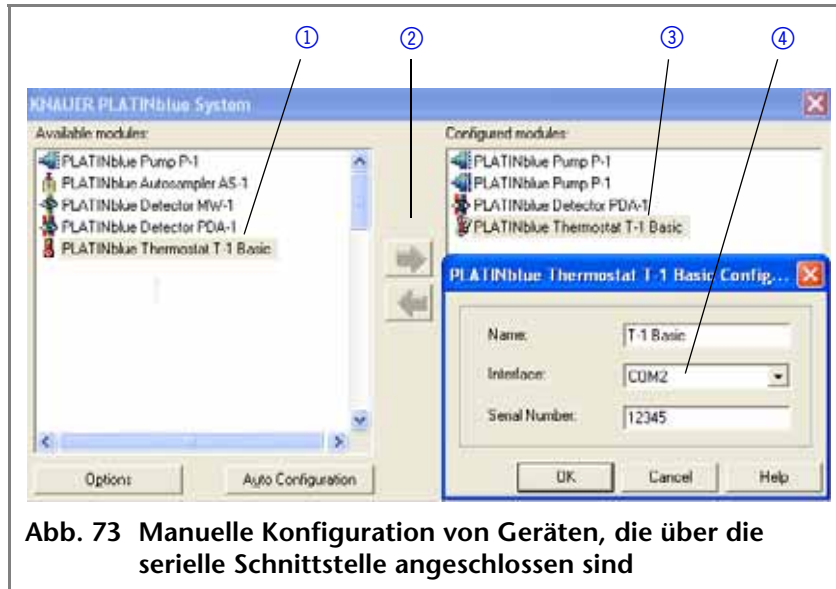 ① ② ③ ④
KNAUER PLATINblue System
Available modules:
PLATINblue Pump P-1
PLATINblue Autosampler AS-1
PLATINblue Detector MW-1
PLATINblue Detector PDA-1
PLATINblue Thermostat T-1 Basic
Options
Auto Configuration
Configured modules:
PLATINblue Pump P-1
PLATINblue Pump P-1
PLATINblue Detector PDA-1
PLATINblue Thermostat T-1 Basic
PLATINblue Thermostat T-1 Basic Config...
Name: T-1 Basic
Interface: COM2
Serial Number: 12345
OK Cancel Help
Abb. 73 Manuelle Konfiguration von Geräten, die über die
serielle Schnittstelle angeschlossen sind